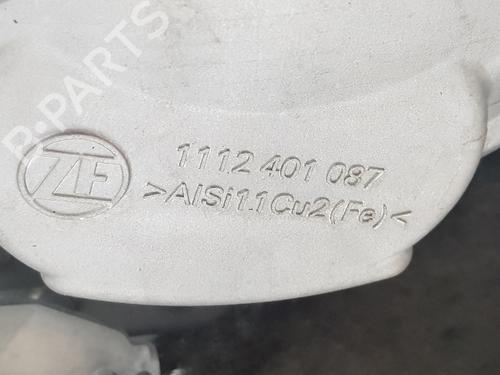 B-PARTS
ZF
1112 401 087
>AlSi11Cu2(Fe)<